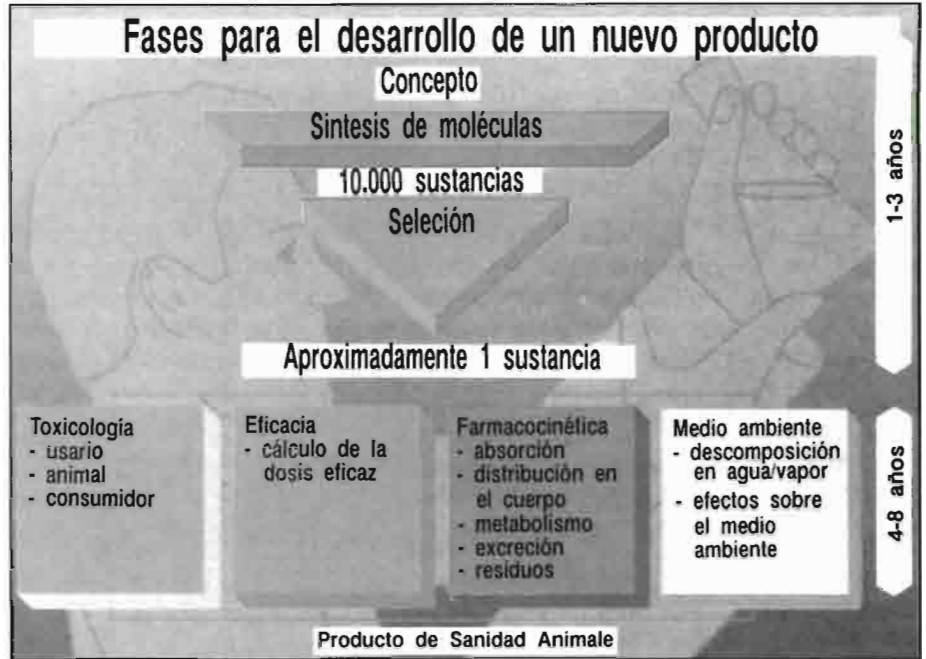 Fases para el desarrollo de un nuevo producto
Concepto
Sintesis de moléculas
10.000 sustancias
Seleción
Aproximadamente 1 sustancia
1-3 años
Toxicología
- usario
- animal
- consumidor
Eficacia
- cálculo de la
dosis eficaz
Farmacocinética
- absorción
- distribución en
el cuerpo
- metabolismo
- excreción
- residuos
Medio ambiente
- descomposición
en agua/vapor
- efectos sobre
el medio
ambiente
4-8 años
Producto de Sanidad Animale